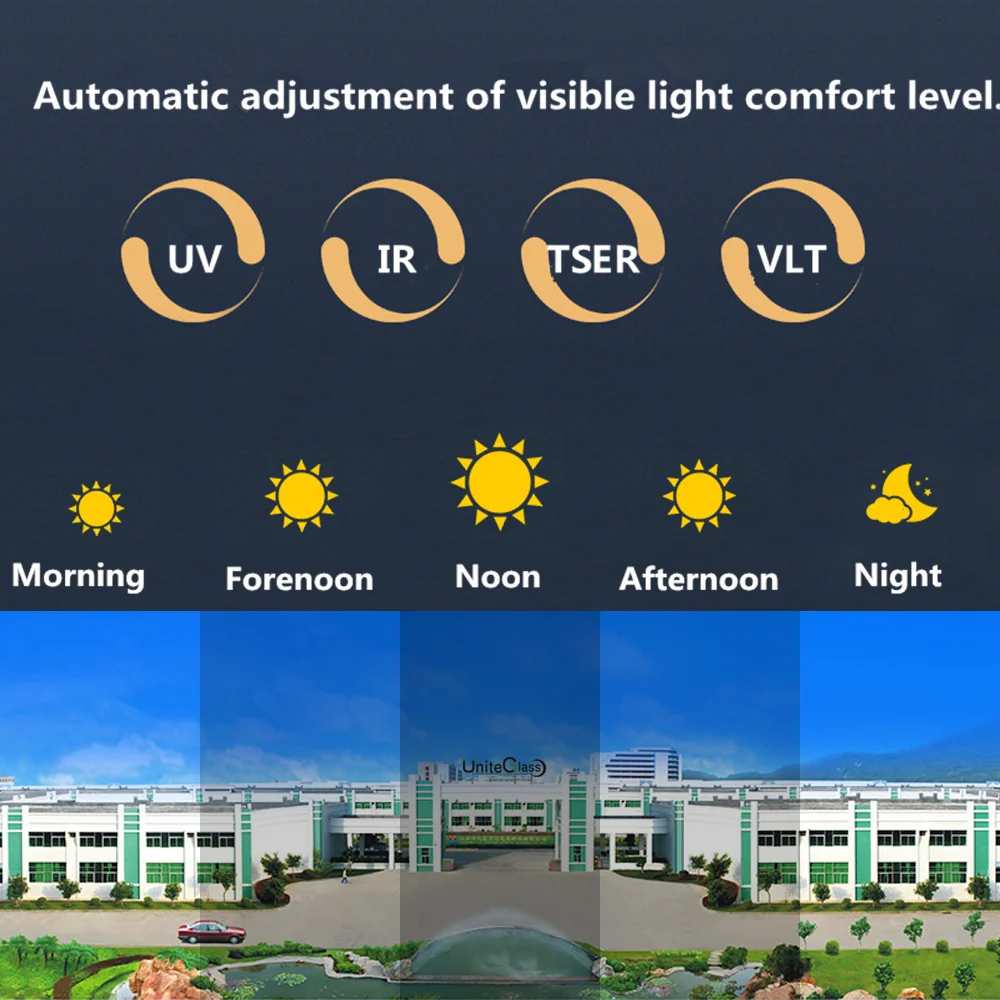 Automatic adjustment of visible light comfort level.
UV IR TSER VLT
Morning Forenoon Noon Afternoon Night
UniteClass